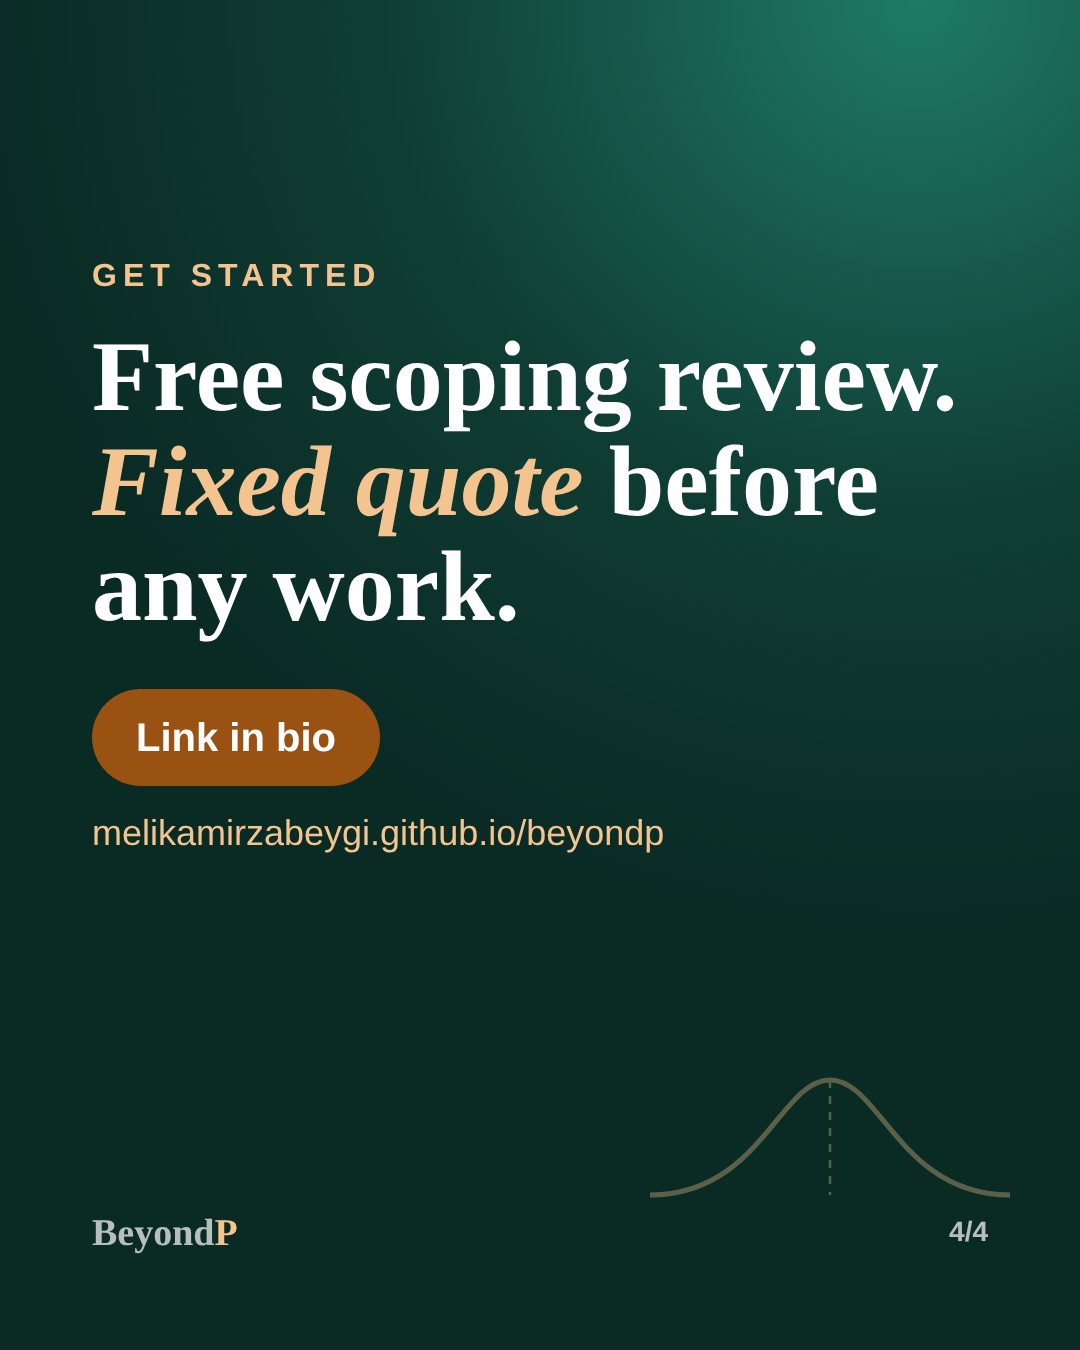 GET STARTED
Free scoping review.
Fixed quote before
any work.
Link in bio
melikamirzabeygi.github.io/beyondp
BeyondP
4/4